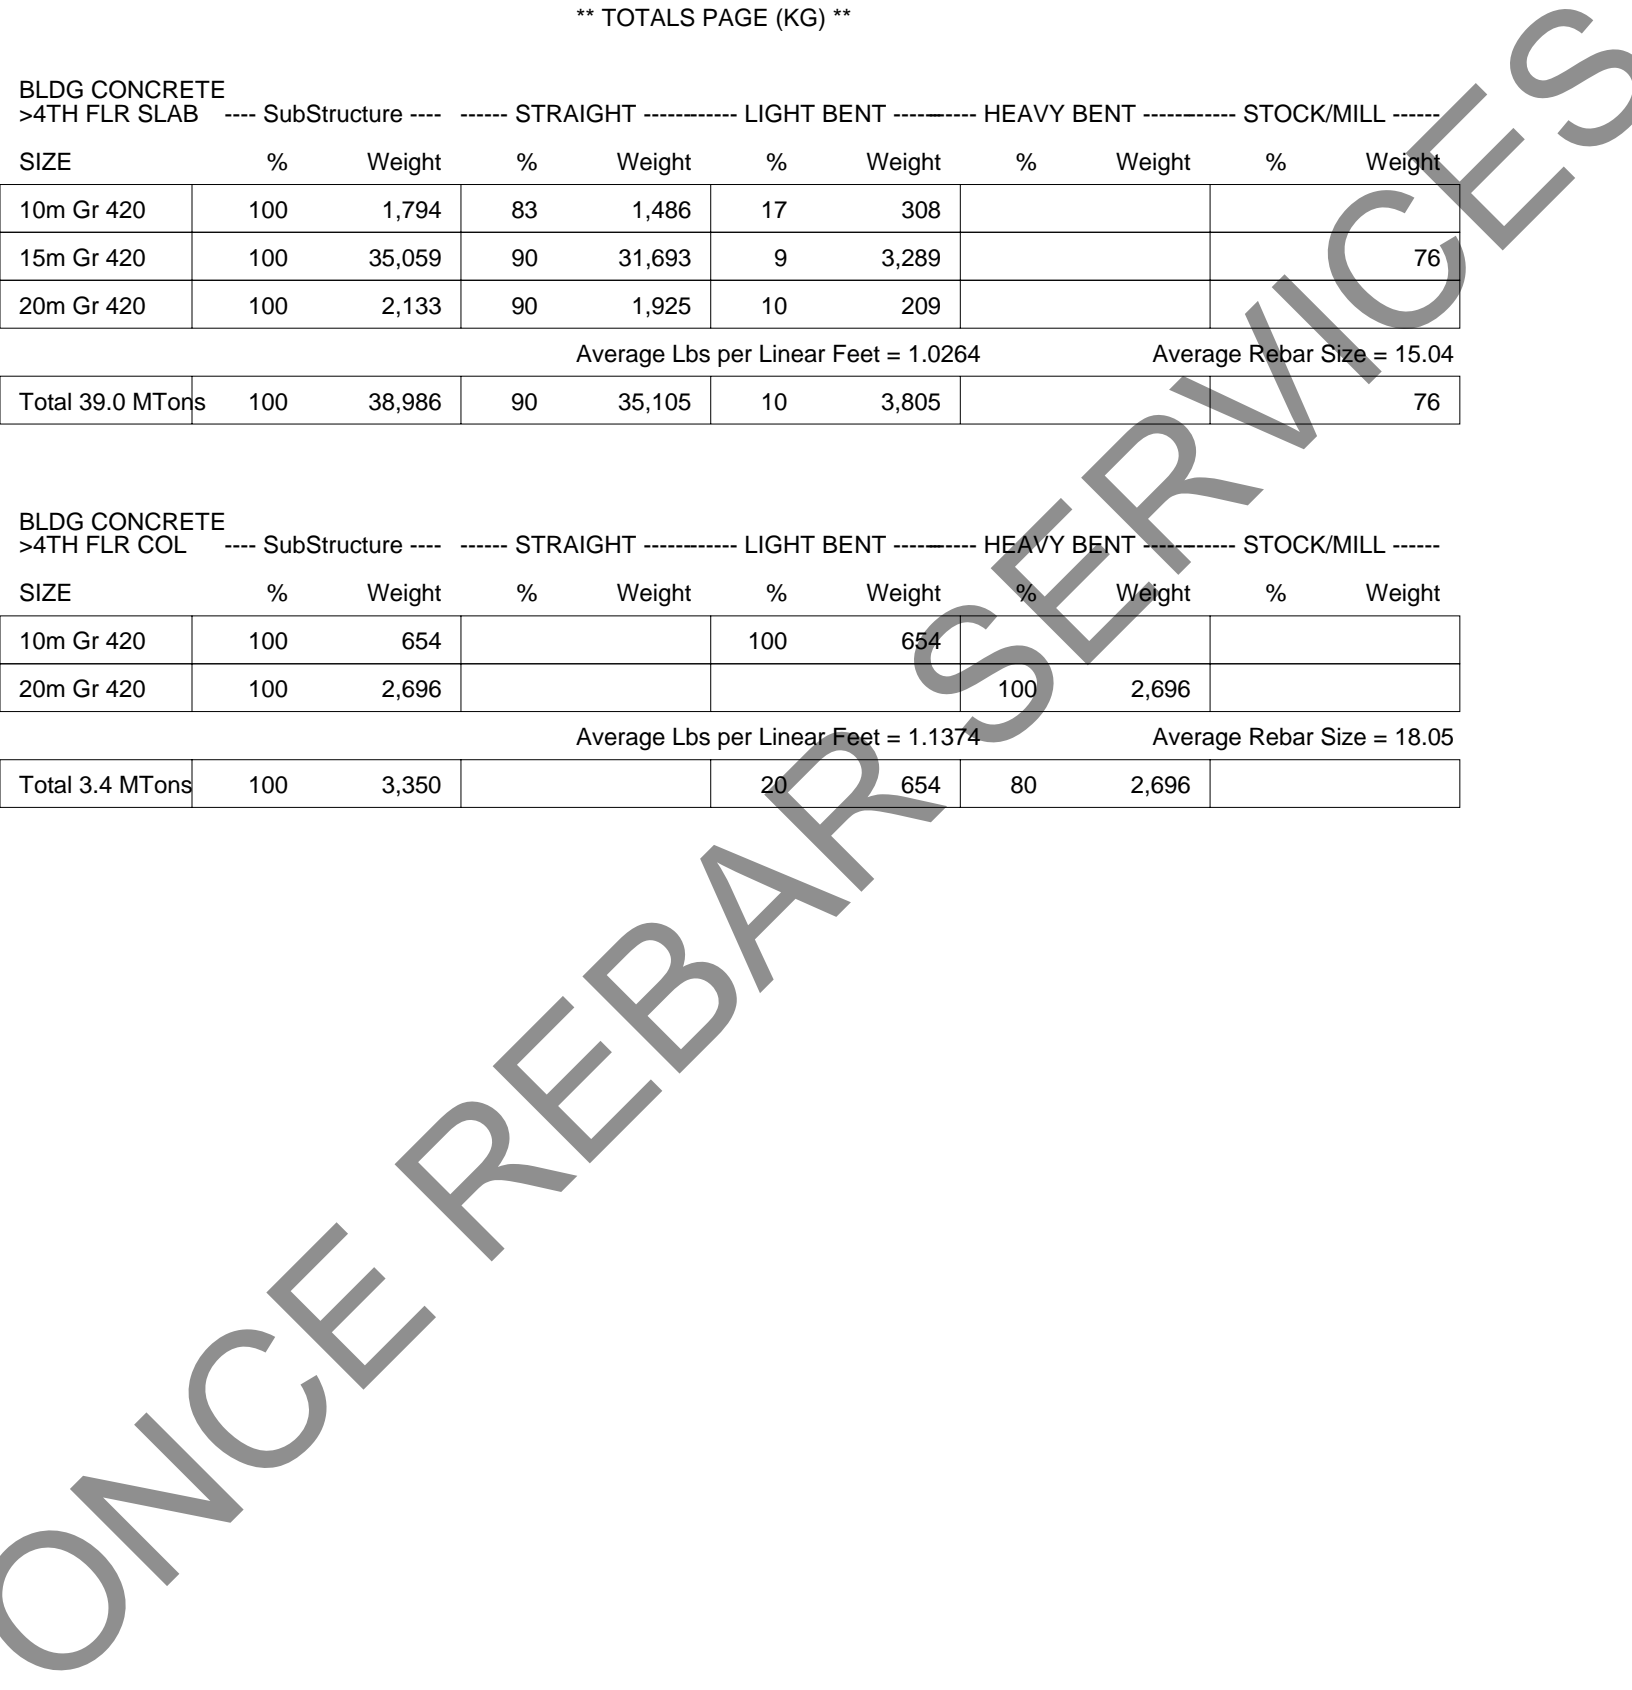 ** TOTALS PAGE (KG) **
BLDG CONCRETE
>4TH FLR SLAB ---- SubStructure ---- ------ STRAIGHT ------------- LIGHT BENT ------------- HEAVY BENT ------------- STOCK/MILL ------
SIZE % Weight % Weight % Weight % Weight % Weight
10m Gr 420 100 1,794 83 1,486 17 308
15m Gr 420 100 35,059 90 31,693 9 3,289 76
20m Gr 420 100 2,133 90 1,925 10 209
Average Lbs per Linear Feet = 1.0264 Average Rebar Size = 15.04
Total 39.0 MTons 100 38,986 90 35,105 10 3,805 76
BLDG CONCRETE
>4TH FLR COL ---- SubStructure ---- ------ STRAIGHT ------------- LIGHT BENT ------------- HEAVY BENT ------------- STOCK/MILL ------
SIZE % Weight % Weight % Weight % Weight % Weight
10m Gr 420 100 654 100 654
20m Gr 420 100 2,696 100 2,696
Average Lbs per Linear Feet = 1.1374 Average Rebar Size = 18.05
Total 3.4 MTons 100 3,350 20 654 80 2,696
ONCE REBAR SERVICES